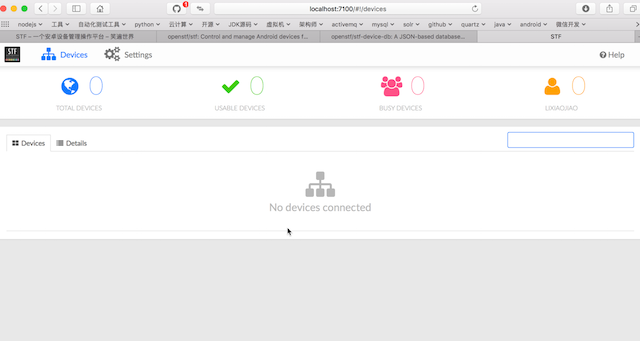 localhost:7100/#!/devices
nodejs 工具 自动化测试工具 python 云计算 开源 JDK源码 虚拟机 架构师 activemq mysql solr github quartz java android 微信开发
STF – 一个安卓设备管理操作平台 – 笑遍世界 openstf/stf: Control and manage Android devices f... openstf/stf-device-db: A JSON-based database... STF
STF Devices Settings Help
0 0 0 0
TOTAL DEVICES USABLE DEVICES BUSY DEVICES LIXIAOJIAO
Devices Details
No devices connected